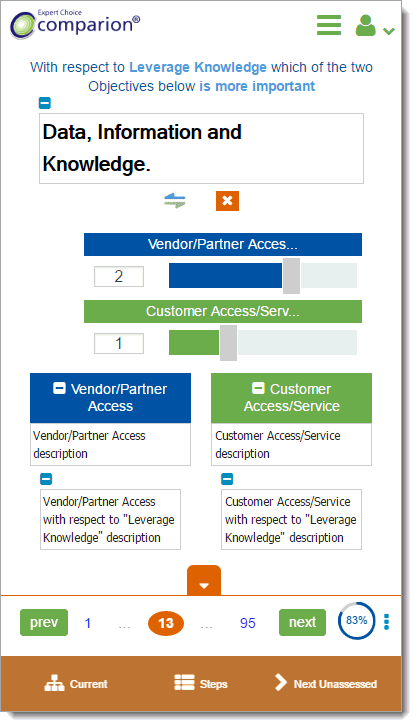 Expert Choice
comparion®
With respect to Leverage Knowledge which of the two
Objectives below is more important
Data, Information and
Knowledge.
Vendor/Partner Acces...
2
Customer Access/Serv...
1
Vendor/Partner
Access
Customer
Access/Service
Vendor/Partner Access
description
Customer Access/Service
description
Vendor/Partner Access
with respect to "Leverage
Knowledge" description
Customer Access/Service
with respect to "Leverage
Knowledge" description
prev 1 ... 13 ... 95 next 83%
Current Steps Next Unassessed